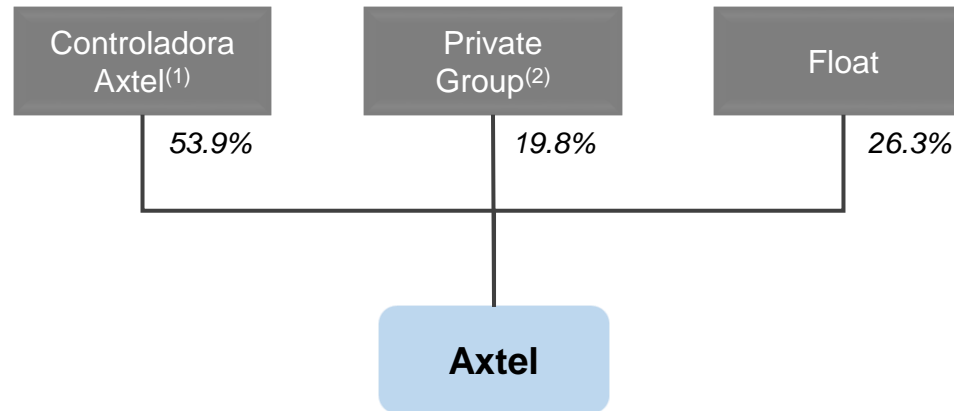 Controladora
Axtel(1)
Private
Group(2)
Float
53.9%
19.8%
26.3%
Axtel